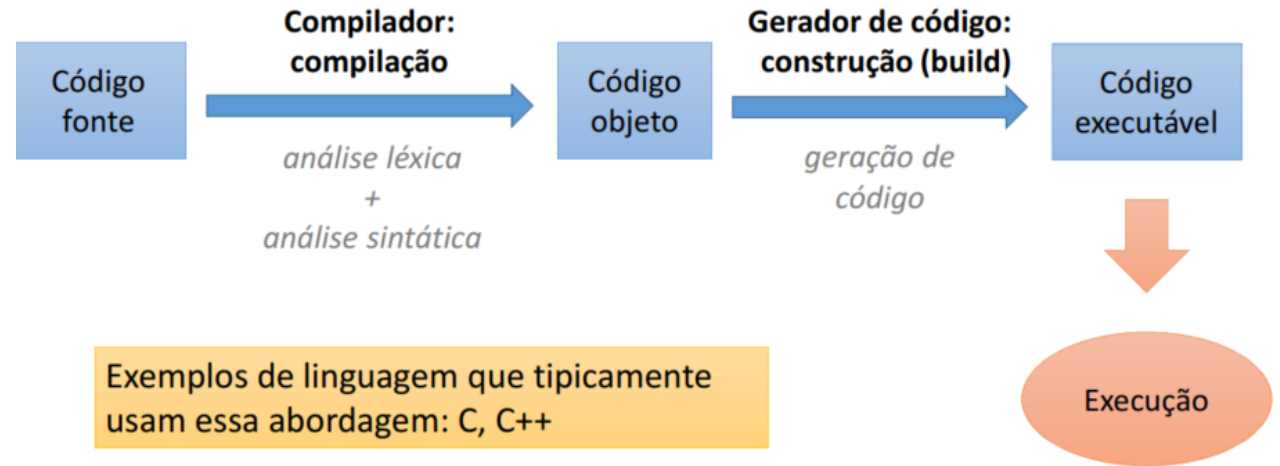 Compilador:
compilação
Gerador de código:
construção (build)
Código
fonte
Código
objeto
Código
executável
análise léxica
+
análise sintática
geração de
código
Exemplos de linguagem que tipicamente
usam essa abordagem: C, C++
Execução